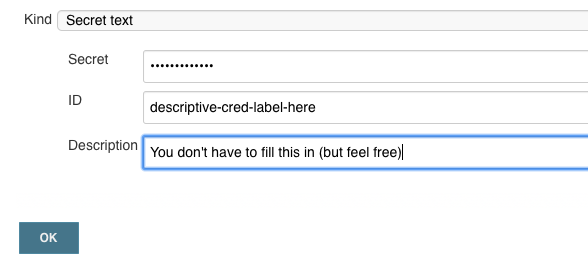 Kind Secret text
Secret •••••••••••••
ID descriptive-cred-label-here
Description You don't have to fill this in (but feel free)
OK